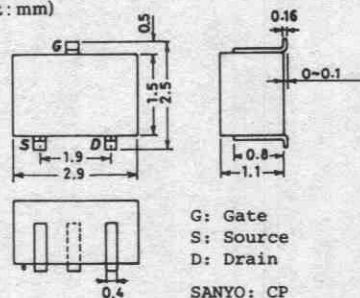 : mm)
G
0.5
1.5
2.5
S
D
1.9
2.9
0.16
0~0.1
0.8
1.1
0.4
G: Gate
S: Source
D: Drain
SANYO: CP